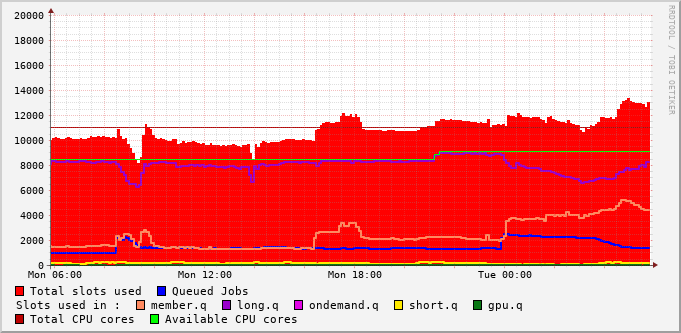 RRDTOOL / TOBI OETIKER
20000
18000
16000
14000
12000
10000
8000
6000
4000
2000
0
Mon 06:00 Mon 12:00 Mon 18:00 Tue 00:00
Total slots used Queued Jobs
Slots used in : member.q long.q ondemand.q short.q gpu.q
Total CPU cores Available CPU cores